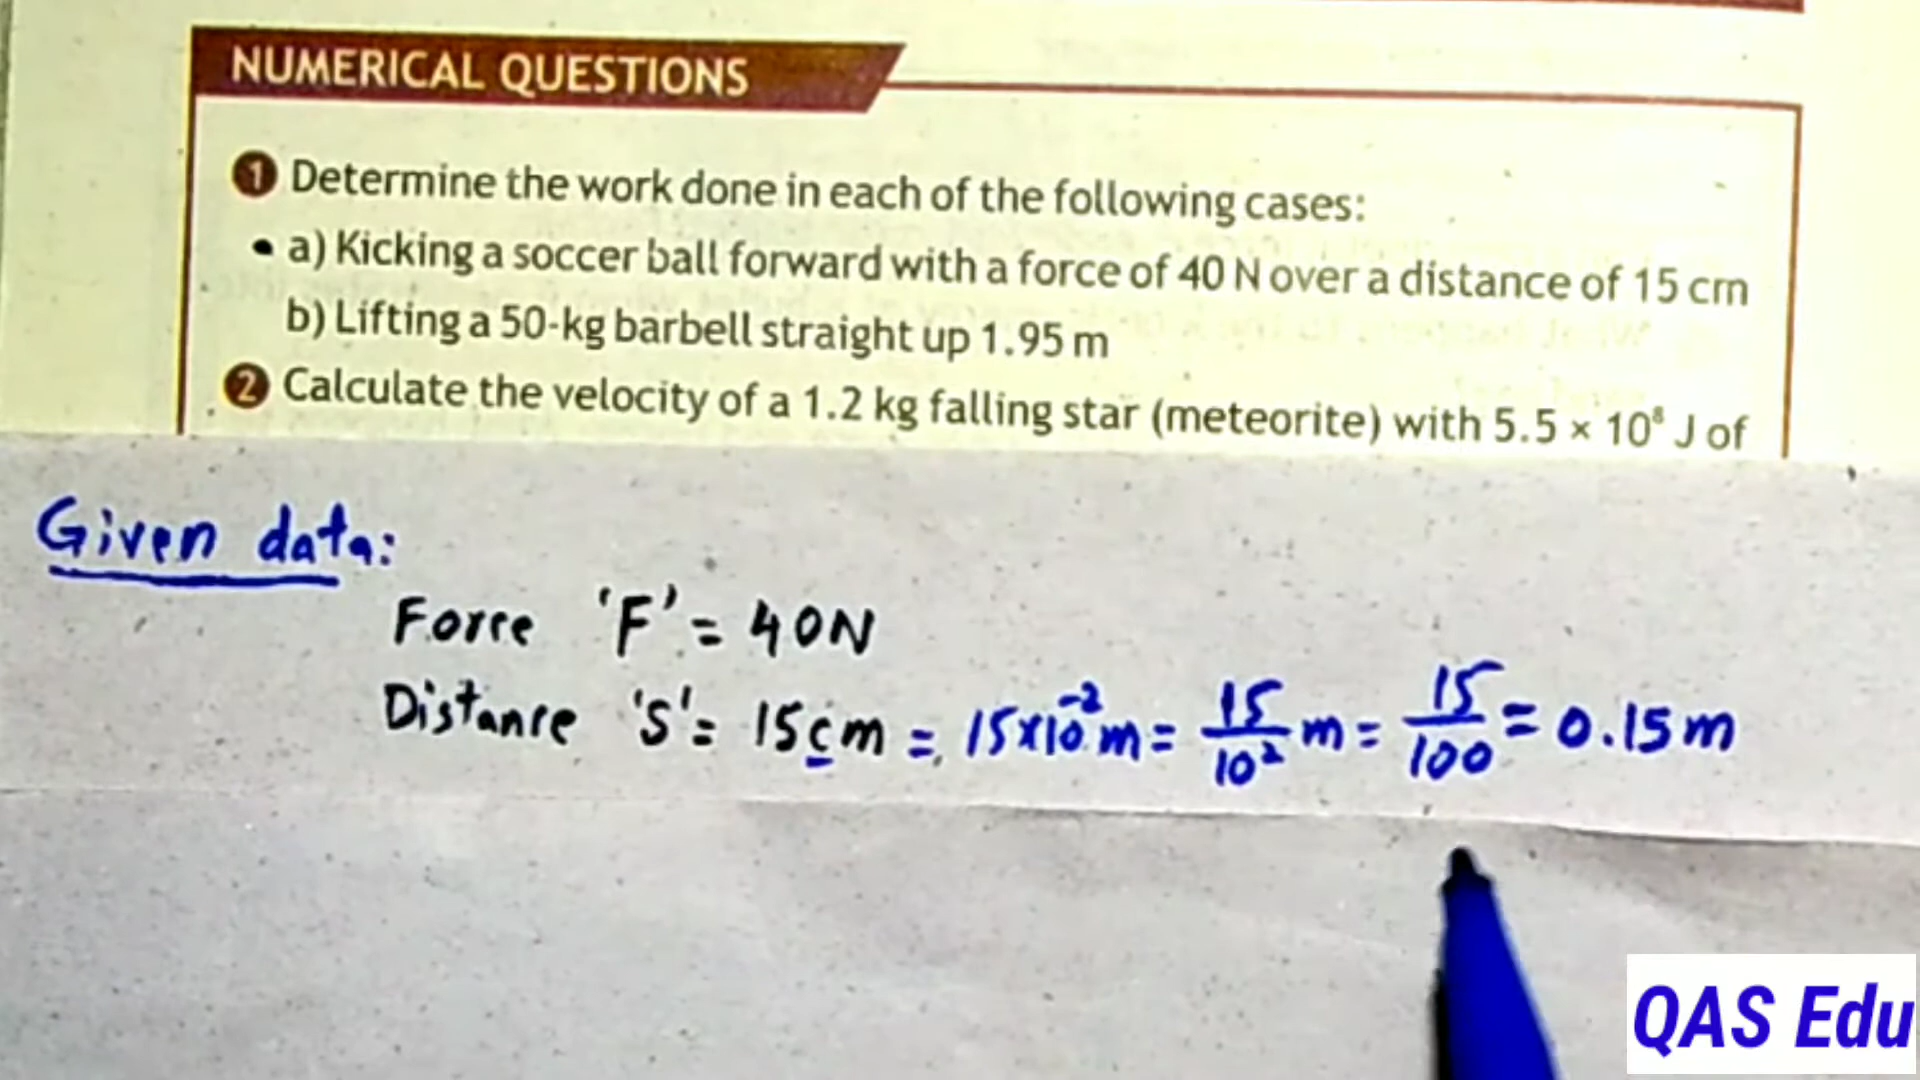 NUMERICAL QUESTIONS
1 Determine the work done in each of the following cases:
a) Kicking a soccer ball forward with a force of 40 N over a distance of 15 cm
b) Lifting a 50-kg barbell straight up 1.95 m
2 Calculate the velocity of a 1.2 kg falling star (meteorite) with 5.5 × 10⁸ J of
Given data:
Force 'F' = 40N
Distance 'S' = 15cm = 15×10⁻² m = 15/10² m = 15/100 = 0.15 m
QAS Edu